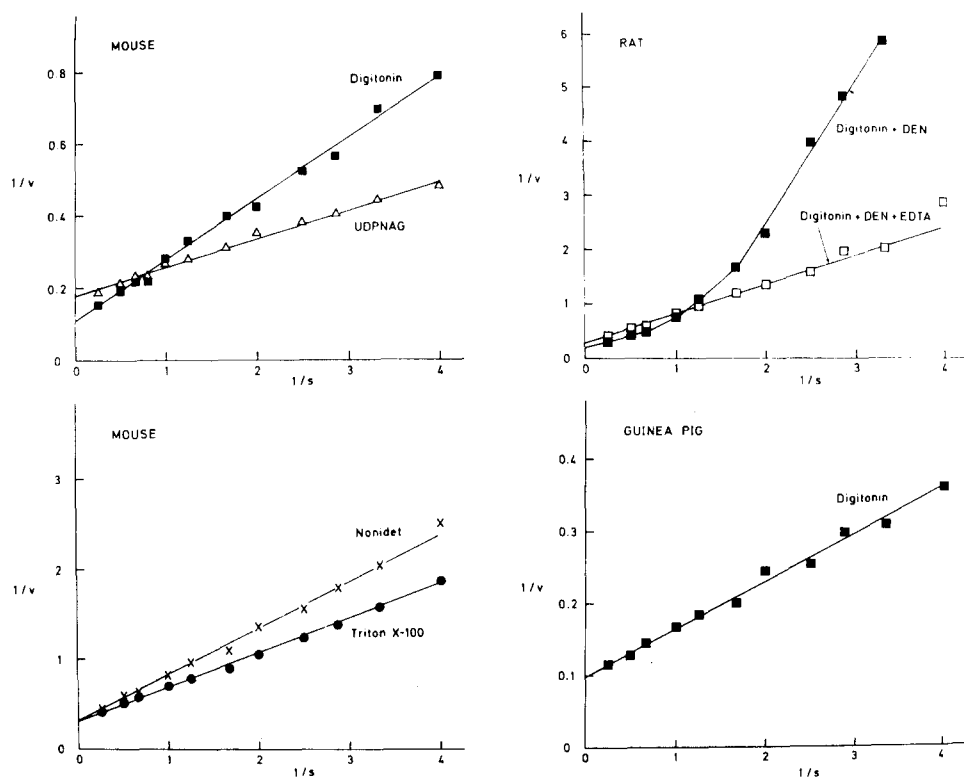 MOUSE
0.8
0.6
0.4
0.2
0
1/v
Digitonin
UDPNAG
0 1 2 3 4
1/s
RAT
6
5
4
3
2
1
0
1/v
Digitonin + DEN
Digitonin + DEN + EDTA
0 1 2 3 4
1/s
MOUSE
3
2
1
0
1/v
Nonidet
Triton X-100
0 1 2 3 4
1/s
GUINEA PIG
0.4
0.3
0.2
0.1
0
1/v
Digitonin
0 1 2 3 4
1/s